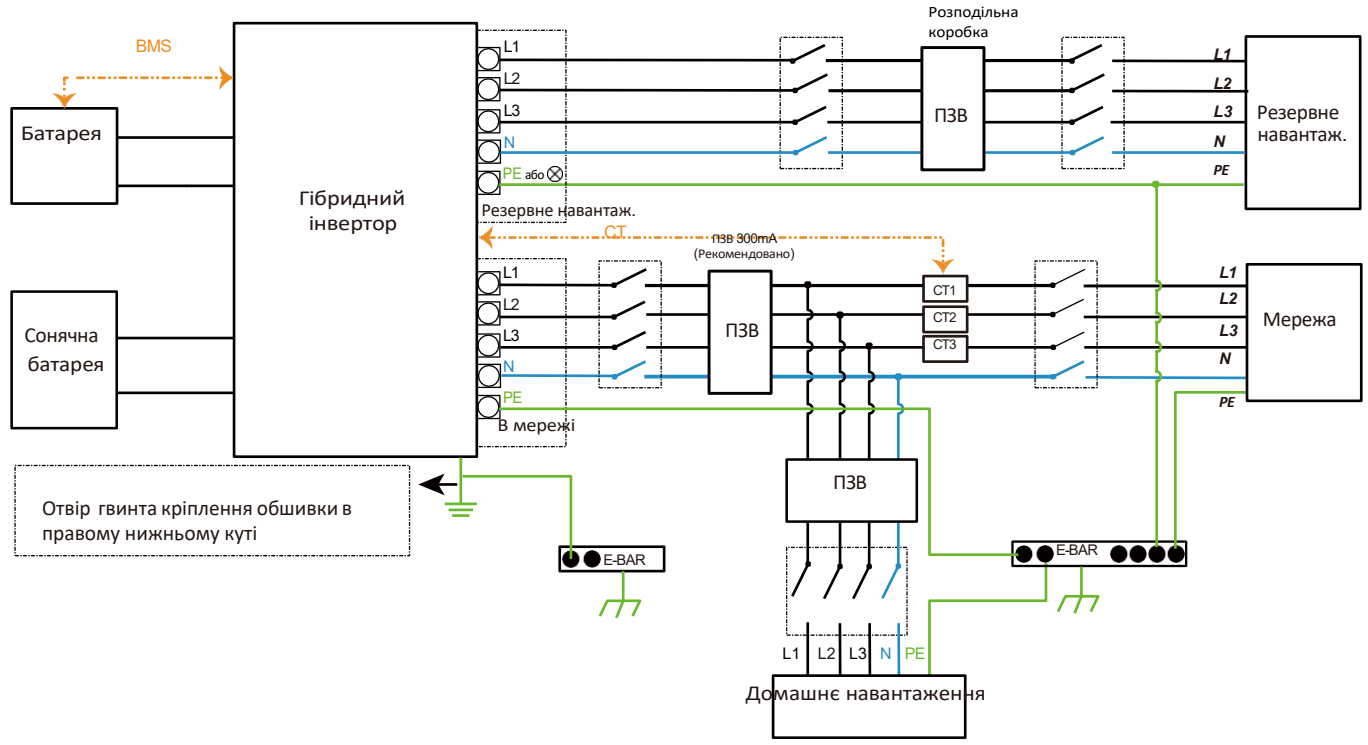 Розподільна
коробка
BMS
L1
L2
L3
N
PE або
Резервне навантаж.
ПЗВ
L1
L2
L3
N
PE
Резервне
навантаж.
Батарея
Гібридний
інвертор
CT
ПЗВ 300mA
(Рекомендовано)
L1
L2
L3
N
PE
В мережі
ПЗВ
CT1
CT2
CT3
L1
L2
L3
N
PE
Мережа
Сонячна
батарея
ПЗВ
Отвір гвинта кріплення обшивки в
правому нижньому куті
E-BAR
E-BAR
L1 L2 L3 N PE
Домашнє навантаження